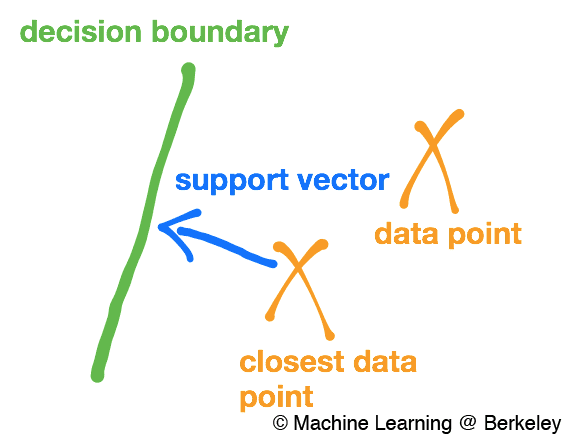 decision boundary
support vector
data point
closest data
point
© Machine Learning @ Berkeley